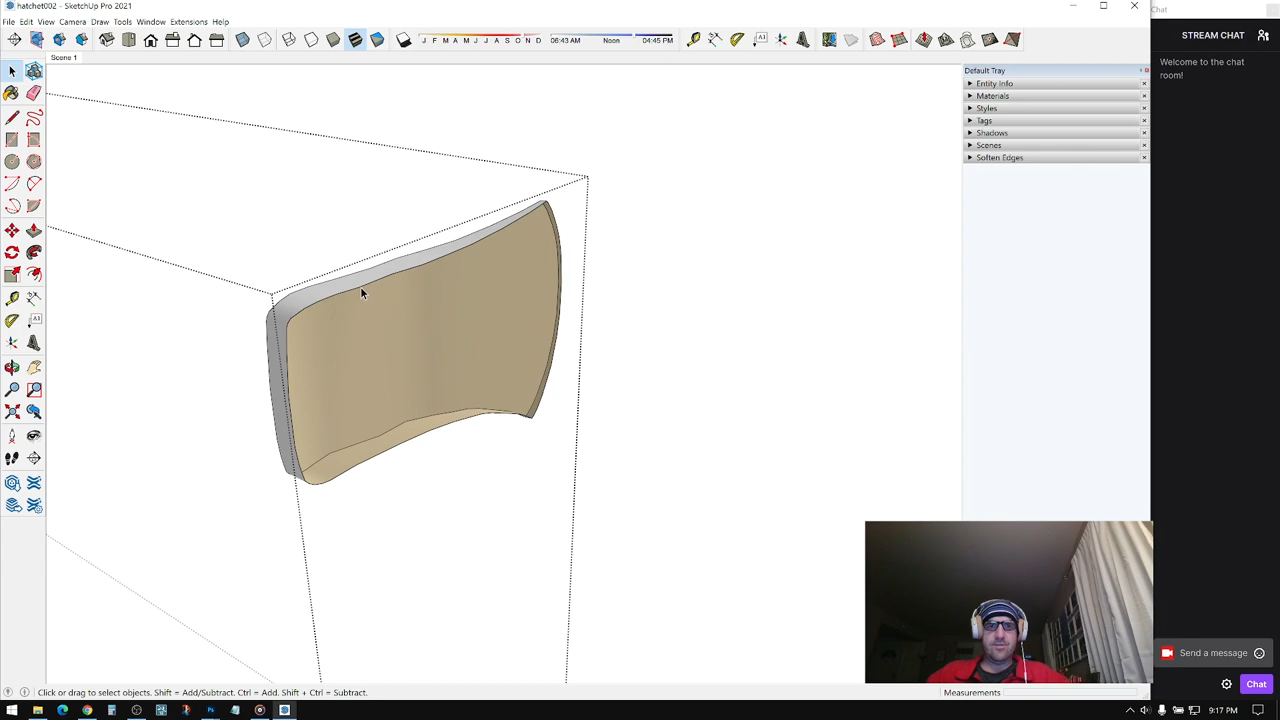 hatchet002 - SketchUp Pro 2021
File Edit View Camera Draw Tools Window Extensions Help
J F M A M J J A S O N D 06:43 AM Noon 04:45 PM
Scene 1
Default Tray
Entity Info
Materials
Styles
Tags
Shadows
Scenes
Soften Edges
Chat
STREAM CHAT
Welcome to the chat
room!
Send a message
Chat
Click or drag to select objects. Shift = Add/Subtract. Ctrl = Add. Shift + Ctrl = Subtract.
Measurements
9:17 PM